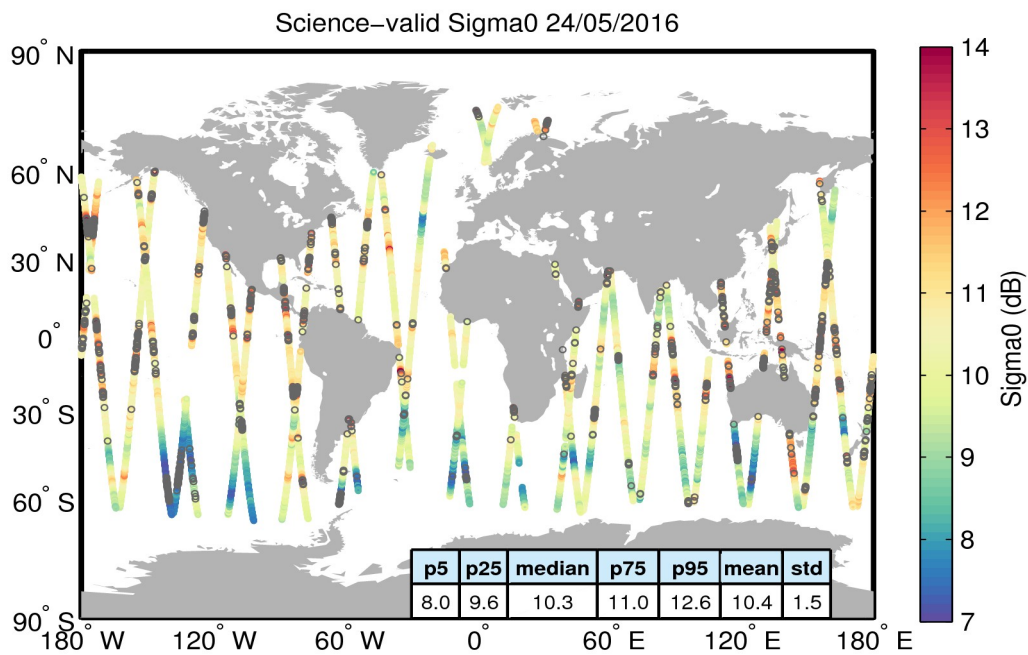 Science−valid Sigma0 24/05/2016
90° N
60° N
30° N
0°
30° S
60° S
90° S
180° W
120° W
60° W
0°
60° E
120° E
180° E
p5 p25 median p75 p95 mean std
8.0 9.6 10.3 11.0 12.6 10.4 1.5
14
13
12
11
10
9
8
7
Sigma0 (dB)